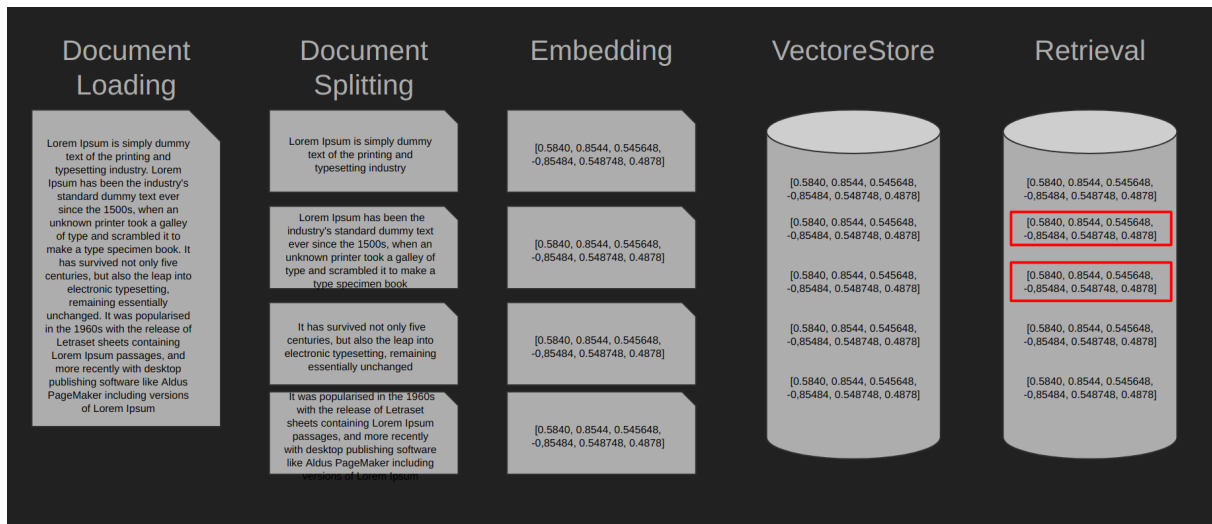 Document
Loading
Document
Splitting
Embedding
VectoreStore
Retrieval
Lorem Ipsum is simply dummy
text of the printing and
typesetting industry. Lorem
Ipsum has been the industry's
standard dummy text ever
since the 1500s, when an
unknown printer took a galley
of type and scrambled it to
make a type specimen book. It
has survived not only five
centuries, but also the leap into
electronic typesetting,
remaining essentially
unchanged. It was popularised
in the 1960s with the release of
Letraset sheets containing
Lorem Ipsum passages, and
more recently with desktop
publishing software like Aldus
PageMaker including versions
of Lorem Ipsum
Lorem Ipsum is simply dummy
text of the printing and
typesetting industry
Lorem Ipsum has been the
industry's standard dummy text
ever since the 1500s, when an
unknown printer took a galley of
type and scrambled it to make a
type specimen book
It has survived not only five
centuries, but also the leap into
electronic typesetting, remaining
essentially unchanged
It was popularised in the 1960s
with the release of Letraset
sheets containing Lorem Ipsum
passages, and more recently
with desktop publishing software
like Aldus PageMaker including
versions of Lorem Ipsum
[0.5840, 0.8544, 0.545648,
-0,85484, 0.548748, 0.4878]
[0.5840, 0.8544, 0.545648,
-0,85484, 0.548748, 0.4878]
[0.5840, 0.8544, 0.545648,
-0,85484, 0.548748, 0.4878]
[0.5840, 0.8544, 0.545648,
-0,85484, 0.548748, 0.4878]
[0.5840, 0.8544, 0.545648,
-0,85484, 0.548748, 0.4878]
[0.5840, 0.8544, 0.545648,
-0,85484, 0.548748, 0.4878]
[0.5840, 0.8544, 0.545648,
-0,85484, 0.548748, 0.4878]
[0.5840, 0.8544, 0.545648,
-0,85484, 0.548748, 0.4878]
[0.5840, 0.8544, 0.545648,
-0,85484, 0.548748, 0.4878]
[0.5840, 0.8544, 0.545648,
-0,85484, 0.548748, 0.4878]
[0.5840, 0.8544, 0.545648,
-0,85484, 0.548748, 0.4878]
[0.5840, 0.8544, 0.545648,
-0,85484, 0.548748, 0.4878]
[0.5840, 0.8544, 0.545648,
-0,85484, 0.548748, 0.4878]
[0.5840, 0.8544, 0.545648,
-0,85484, 0.548748, 0.4878]